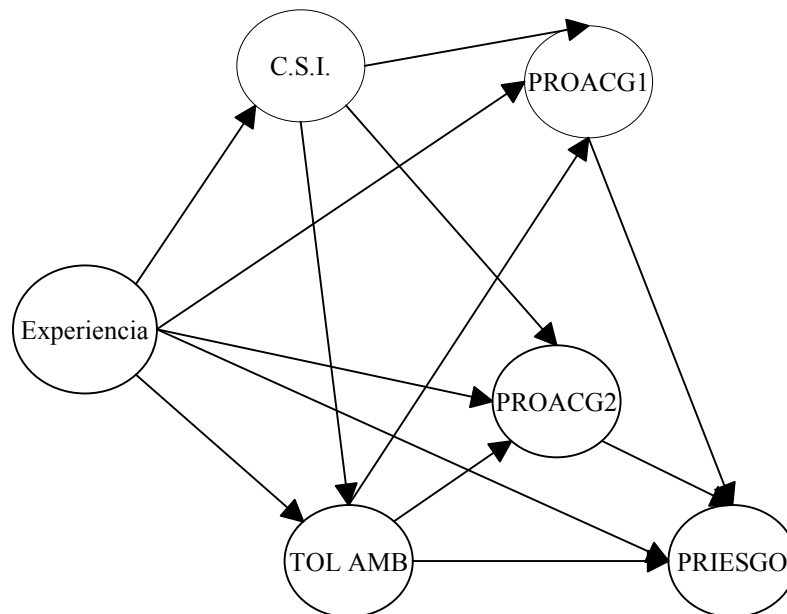 C.S.I.
PROACG1
Experiencia
PROACG2
TOL AMB
PRIESGO